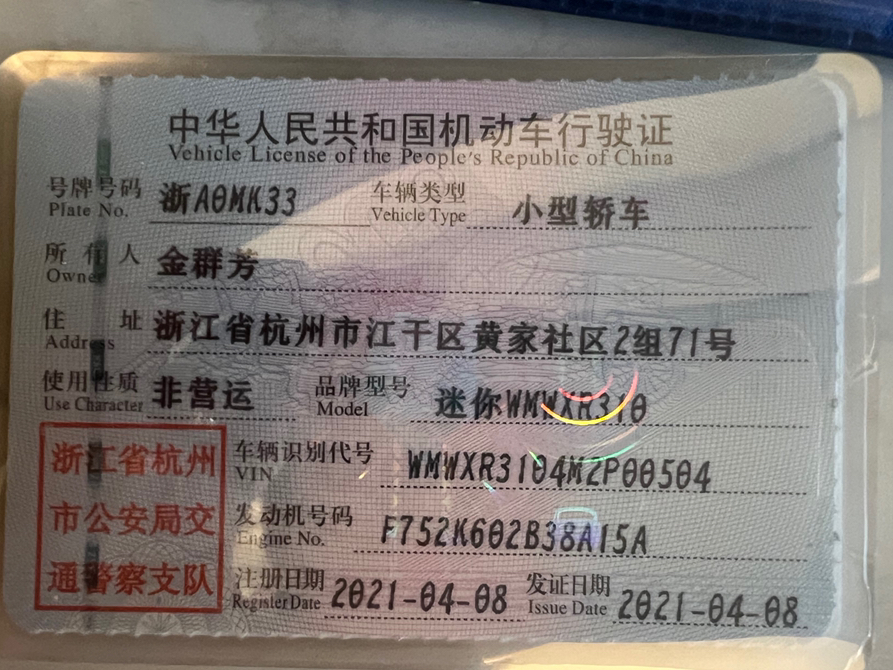 中华人民共和国机动车行驶证
Vehicle License of the People's Republic of China
号牌号码 浙A0MK33 车辆类型 小型轿车
Plate No. Vehicle Type
所有人 金群芳
Owner
住址 浙江省杭州市江干区黄家社区2组71号
Address
使用性质 非营运 品牌型号 迷你WMWXR310
Use Character Model
浙江省杭州
市公安局交
通警察支队
车辆识别代号 WMWXR3104M2P00504
VIN
发动机号码 F752K602B38A15A
Engine No.
注册日期 2021-04-08 发证日期 2021-04-08
Register Date Issue Date